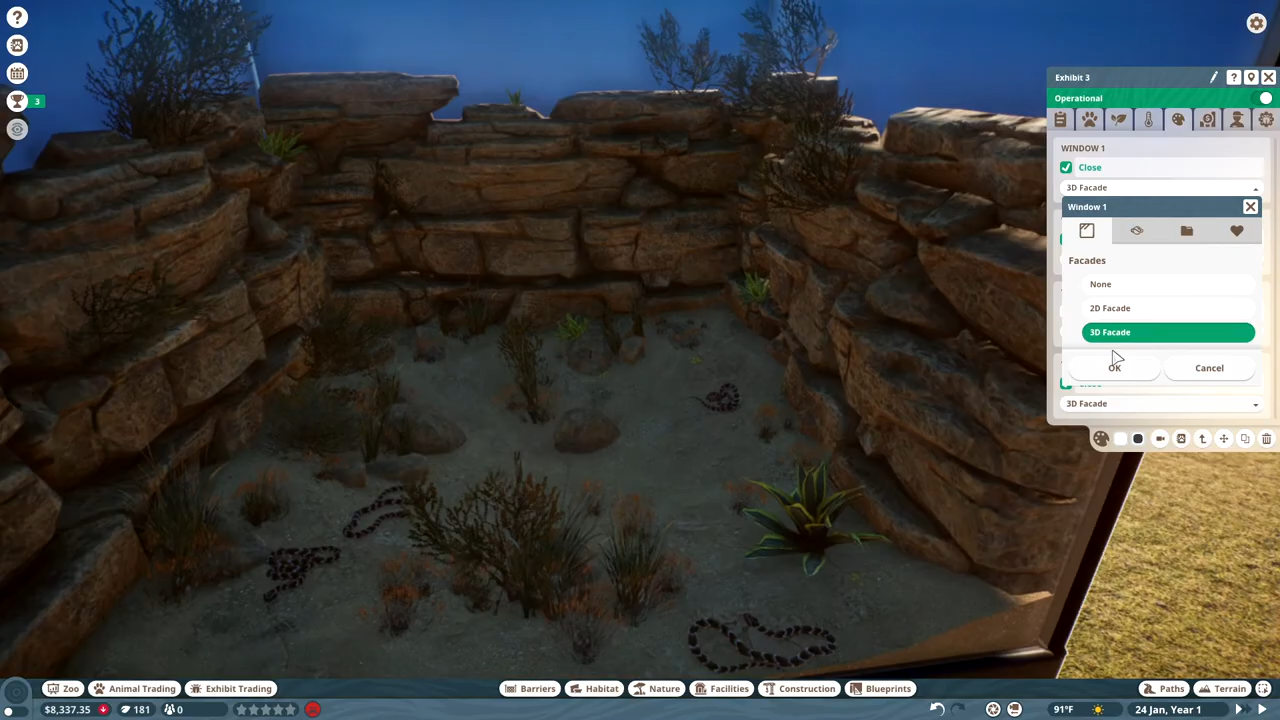 ?
3
Exhibit 3
?
Operational
WINDOW 1
Close
3D Facade
Window 1
Facades
None
2D Facade
3D Facade
OK
Cancel
3D Facade
Zoo
Animal Trading
Exhibit Trading
Barriers
Habitat
Nature
Facilities
Construction
Blueprints
Paths
Terrain
$8,337.35
181
0
91°F
24 Jan, Year 1